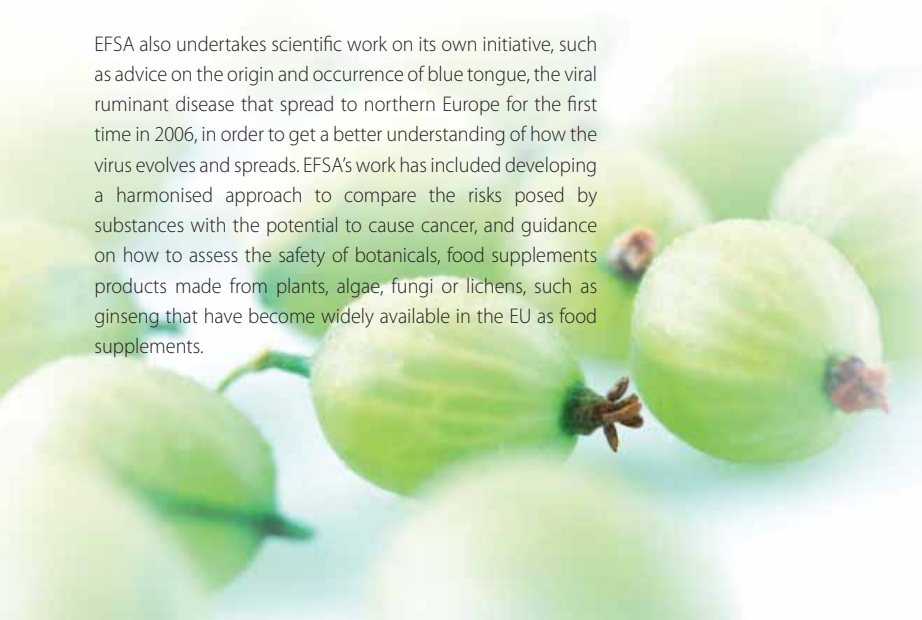 EFSA also undertakes scientific work on its own initiative, such
as advice on the origin and occurrence of blue tongue, the viral
ruminant disease that spread to northern Europe for the first
time in 2006, in order to get a better understanding of how the
virus evolves and spreads. EFSA’s work has included developing
a harmonised approach to compare the risks posed by
substances with the potential to cause cancer, and guidance
on how to assess the safety of botanicals, food supplements
products made from plants, algae, fungi or lichens, such as
ginseng that have become widely available in the EU as food
supplements.